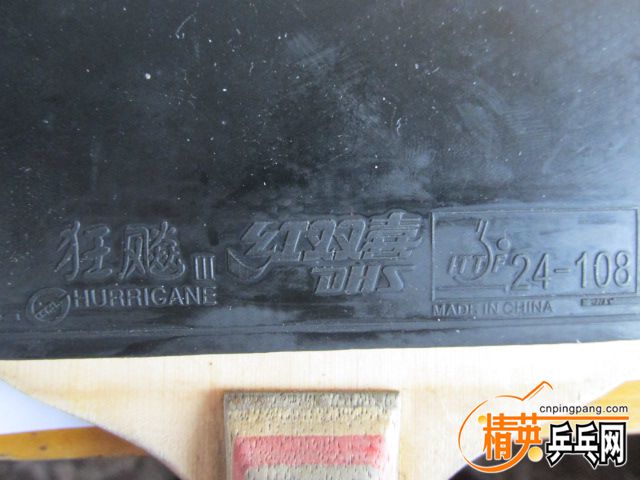 狂飚 III
HURRICANE
红双喜
DHS
ITTF 24-108
MADE IN CHINA
cnpingpang.com
精英乒乓网